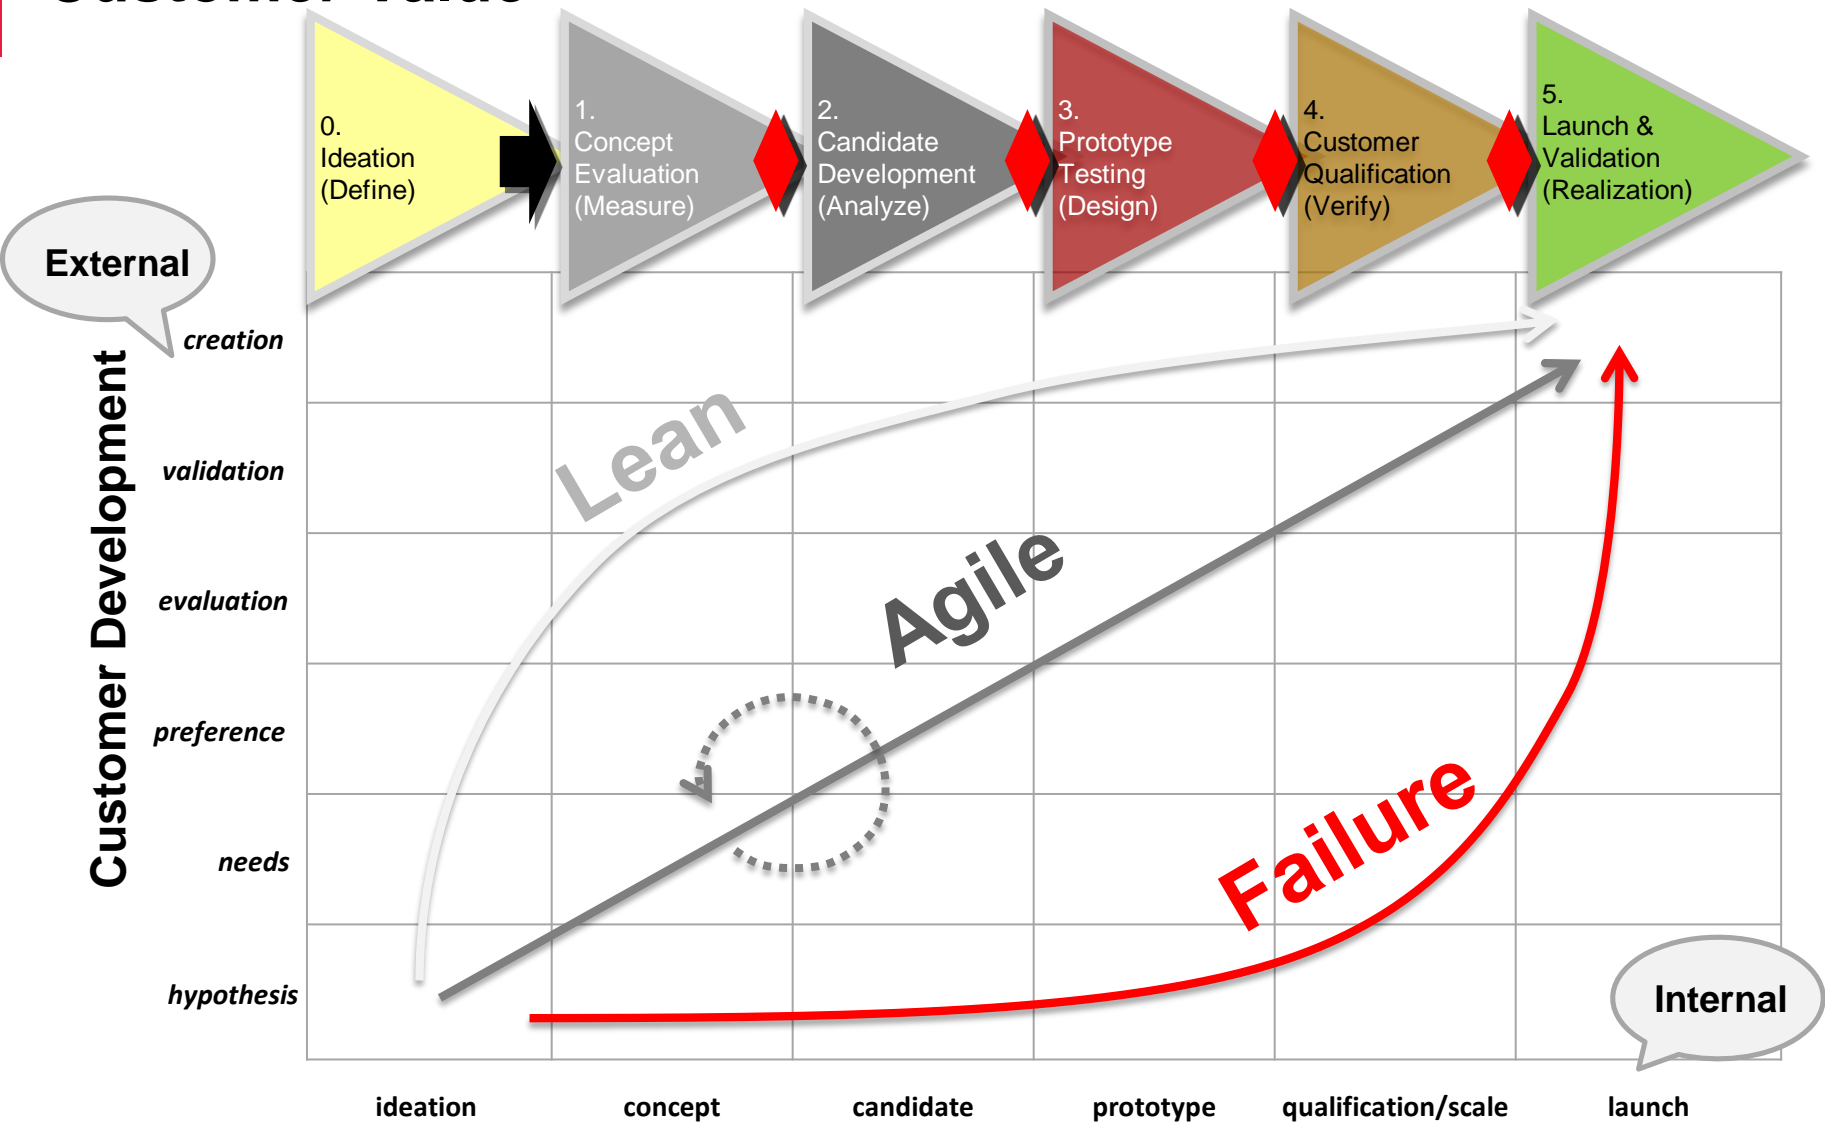 Customer Value
0.
Ideation
(Define)
1.
Concept
Evaluation
(Measure)
2.
Candidate
Development
(Analyze)
3.
Prototype
Testing
(Design)
4.
Customer
Qualification
(Verify)
5.
Launch &
Validation
(Realization)
External
Customer Development
creation
validation
evaluation
preference
needs
hypothesis
Lean
Agile
Failure
Internal
ideation
concept
candidate
prototype
qualification/scale
launch